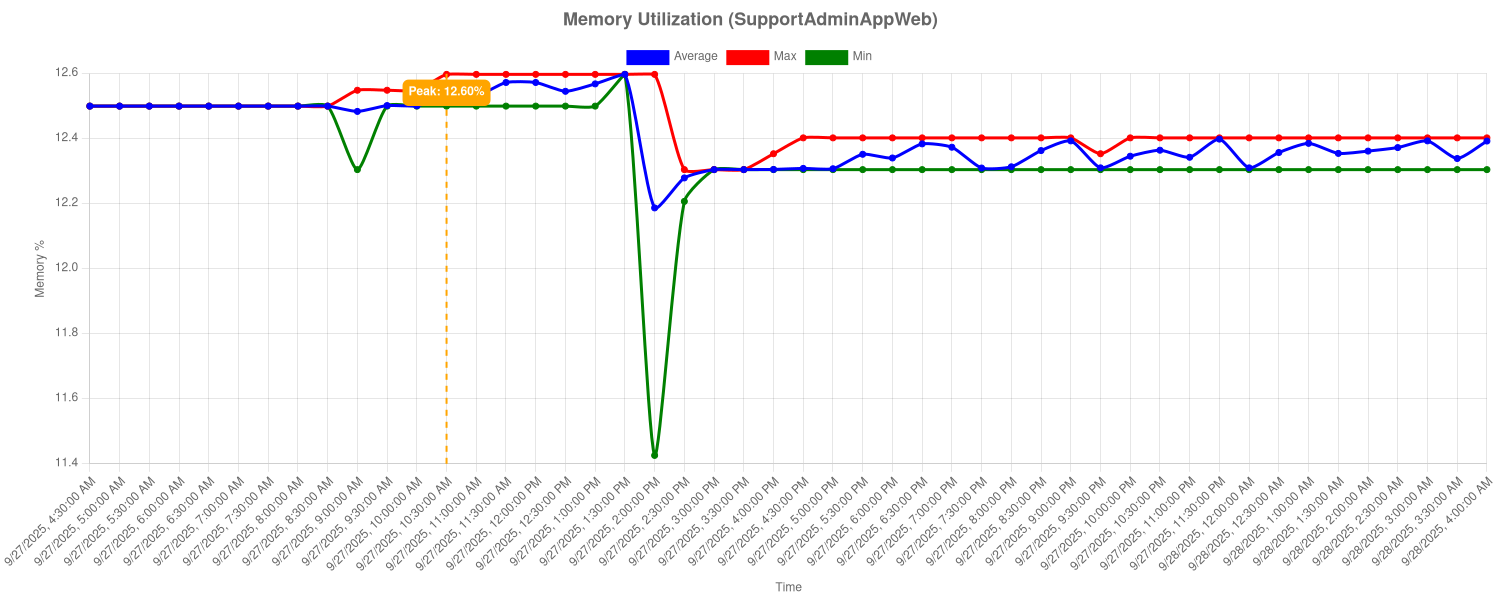 Memory Utilization (SupportAdminAppWeb)
Average Max Min
12.6
Peak: 12.60%
12.4
12.2
12.0
11.8
11.6
11.4
Memory %
9/27/2025, 4:30:00 AM
9/27/2025, 5:00:00 AM
9/27/2025, 5:30:00 AM
9/27/2025, 6:00:00 AM
9/27/2025, 6:30:00 AM
9/27/2025, 7:00:00 AM
9/27/2025, 7:30:00 AM
9/27/2025, 8:00:00 AM
9/27/2025, 8:30:00 AM
9/27/2025, 9:00:00 AM
9/27/2025, 9:30:00 AM
9/27/2025, 10:00:00 AM
9/27/2025, 10:30:00 AM
9/27/2025, 11:00:00 AM
9/27/2025, 11:30:00 AM
9/27/2025, 12:00:00 PM
9/27/2025, 12:30:00 PM
9/27/2025, 1:00:00 PM
9/27/2025, 1:30:00 PM
9/27/2025, 2:00:00 PM
9/27/2025, 2:30:00 PM
9/27/2025, 3:00:00 PM
9/27/2025, 3:30:00 PM
9/27/2025, 4:00:00 PM
9/27/2025, 4:30:00 PM
9/27/2025, 5:00:00 PM
9/27/2025, 5:30:00 PM
9/27/2025, 6:00:00 PM
9/27/2025, 6:30:00 PM
9/27/2025, 7:00:00 PM
9/27/2025, 7:30:00 PM
9/27/2025, 8:00:00 PM
9/27/2025, 8:30:00 PM
9/27/2025, 9:00:00 PM
9/27/2025, 9:30:00 PM
9/27/2025, 10:00:00 PM
9/27/2025, 10:30:00 PM
9/27/2025, 11:00:00 PM
9/27/2025, 11:30:00 PM
9/28/2025, 12:00:00 AM
9/28/2025, 12:30:00 AM
9/28/2025, 1:00:00 AM
9/28/2025, 1:30:00 AM
9/28/2025, 2:00:00 AM
9/28/2025, 2:30:00 AM
9/28/2025, 3:00:00 AM
9/28/2025, 3:30:00 AM
9/28/2025, 4:00:00 AM
Time